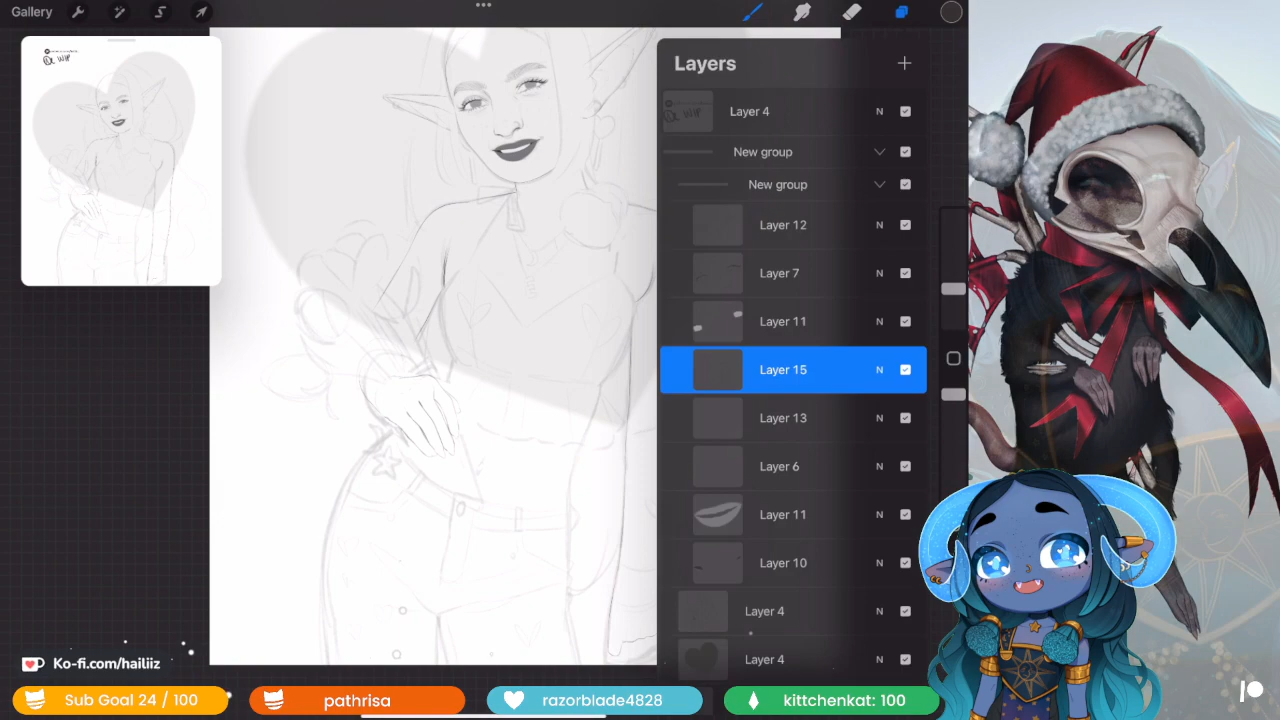 Gallery
Layers
Layer 4
N
New group
New group
Layer 12
N
Layer 7
N
Layer 11
N
Layer 15
N
Layer 13
N
Layer 6
N
Layer 11
N
Layer 10
N
Layer 4
N
Layer 4
N
Ko-fi.com/hailiiz
Sub Goal 24 / 100
pathrisa
razorblade4828
kittchenkat: 100